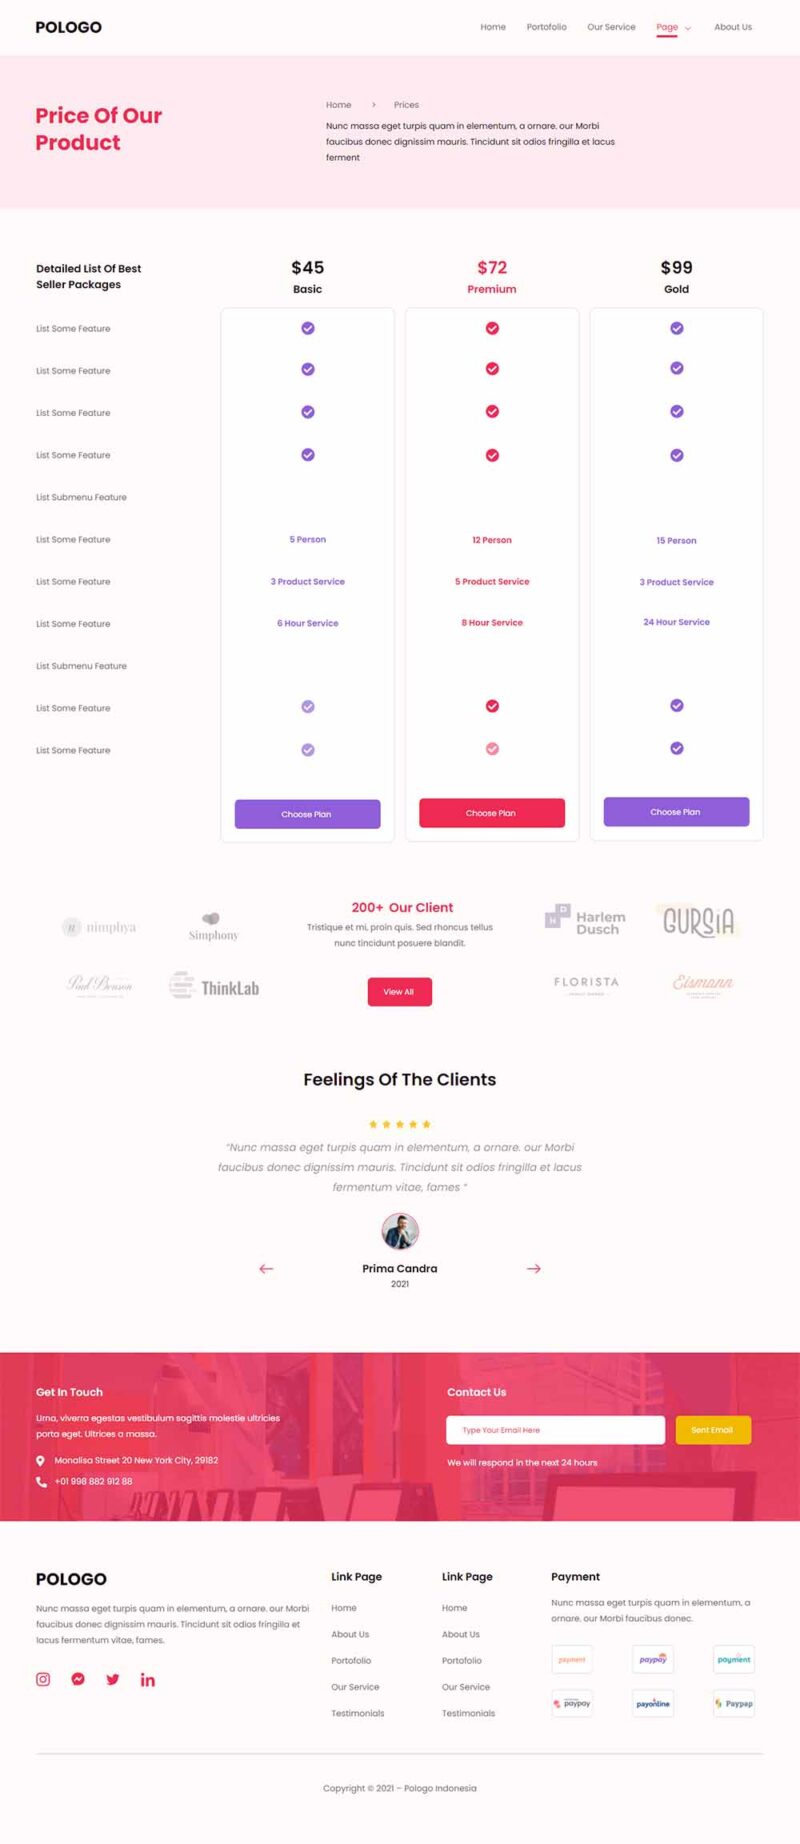 POLOGO
Home Portofolio Our Service Page About Us
Price Of Our
Product
Home > Prices
Nunc massa eget turpis quam in elementum, a ornare. our Morbi
faucibus donec dignissim mauris. Tincidunt sit odios fringilla et lacus
ferment
Detailed List Of Best
Seller Packages
$45
Basic
$72
Premium
$99
Gold
List Some Feature
List Some Feature
List Some Feature
List Some Feature
List Submenu Feature
List Some Feature 5 Person 12 Person 15 Person
List Some Feature 3 Product Service 5 Product Service 3 Product Service
List Some Feature 6 Hour Service 8 Hour Service 24 Hour Service
List Submenu Feature
List Some Feature
List Some Feature
Choose Plan Choose Plan Choose Plan
n nimphya
Simphony
Paul Benson
ThinkLab
200+ Our Client
Tristique et mi, proin quis. Sed rhoncus tellus
nunc tincidunt posuere blandit.
View All
H D
Harlem
Dusch
GURSIA
FLORISTA
Eismann
Feelings Of The Clients
"Nunc massa eget turpis quam in elementum, a ornare. our Morbi
faucibus donec dignissim mauris. Tincidunt sit odios fringilla et lacus
fermentum vitae, fames "
Prima Candra
2021
Get In Touch
Urna, viverra egestas vestibulum sagittis molestie ultricies
porta eget. Ultrices a massa.
Monalisa Street 20 New York City, 29182
+01 998 882 912 88
Contact Us
Type Your Email Here
Sent Email
We will respond in the next 24 hours
POLOGO
Nunc massa eget turpis quam in elementum, a ornare. our Morbi
faucibus donec dignissim mauris. Tincidunt sit odios fringilla et
lacus fermentum vitae, fames.
Link Page
Home
About Us
Portofolio
Our Service
Testimonials
Link Page
Home
About Us
Portofolio
Our Service
Testimonials
Payment
Nunc massa eget turpis quam in elementum, a
ornare. our Morbi faucibus donec.
payment paypay payment
paypay payonline Paypap
Copyright © 2021 – Pologo Indonesia